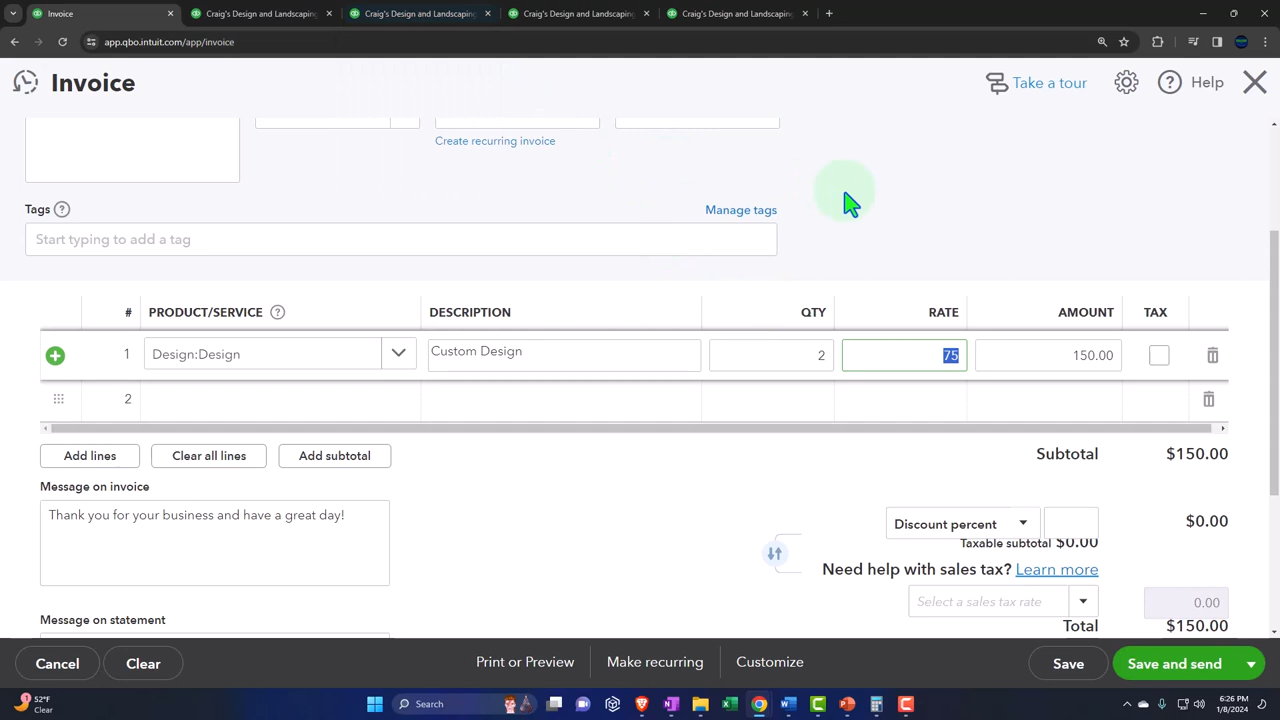 Invoice
Craig's Design and Landscaping
Craig's Design and Landscaping
Craig's Design and Landscaping
Craig's Design and Landscaping
app.qbo.intuit.com/app/invoice
Invoice
Take a tour
Help
Create recurring invoice
Tags ?
Manage tags
Start typing to add a tag
# PRODUCT/SERVICE ? DESCRIPTION QTY RATE AMOUNT TAX
1 Design:Design Custom Design 2 75 150.00
2
Add lines Clear all lines Add subtotal
Subtotal $150.00
Message on invoice
Thank you for your business and have a great day!
Discount percent $0.00
Taxable subtotal $0.00
Need help with sales tax? Learn more
Select a sales tax rate 0.00
Message on statement
Total $150.00
Cancel Clear Print or Preview Make recurring Customize Save Save and send
1 52°F
Cloudy
Search
6:26 PM
1/8/2024